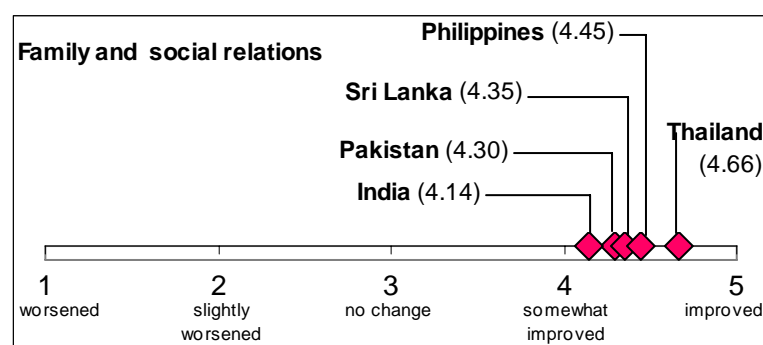 Family and social relations
Philippines (4.45)
Sri Lanka (4.35)
Thailand
(4.66)
Pakistan (4.30)
India (4.14)
1 2 3 4 5
worsened slightly worsened no change somewhat improved improved